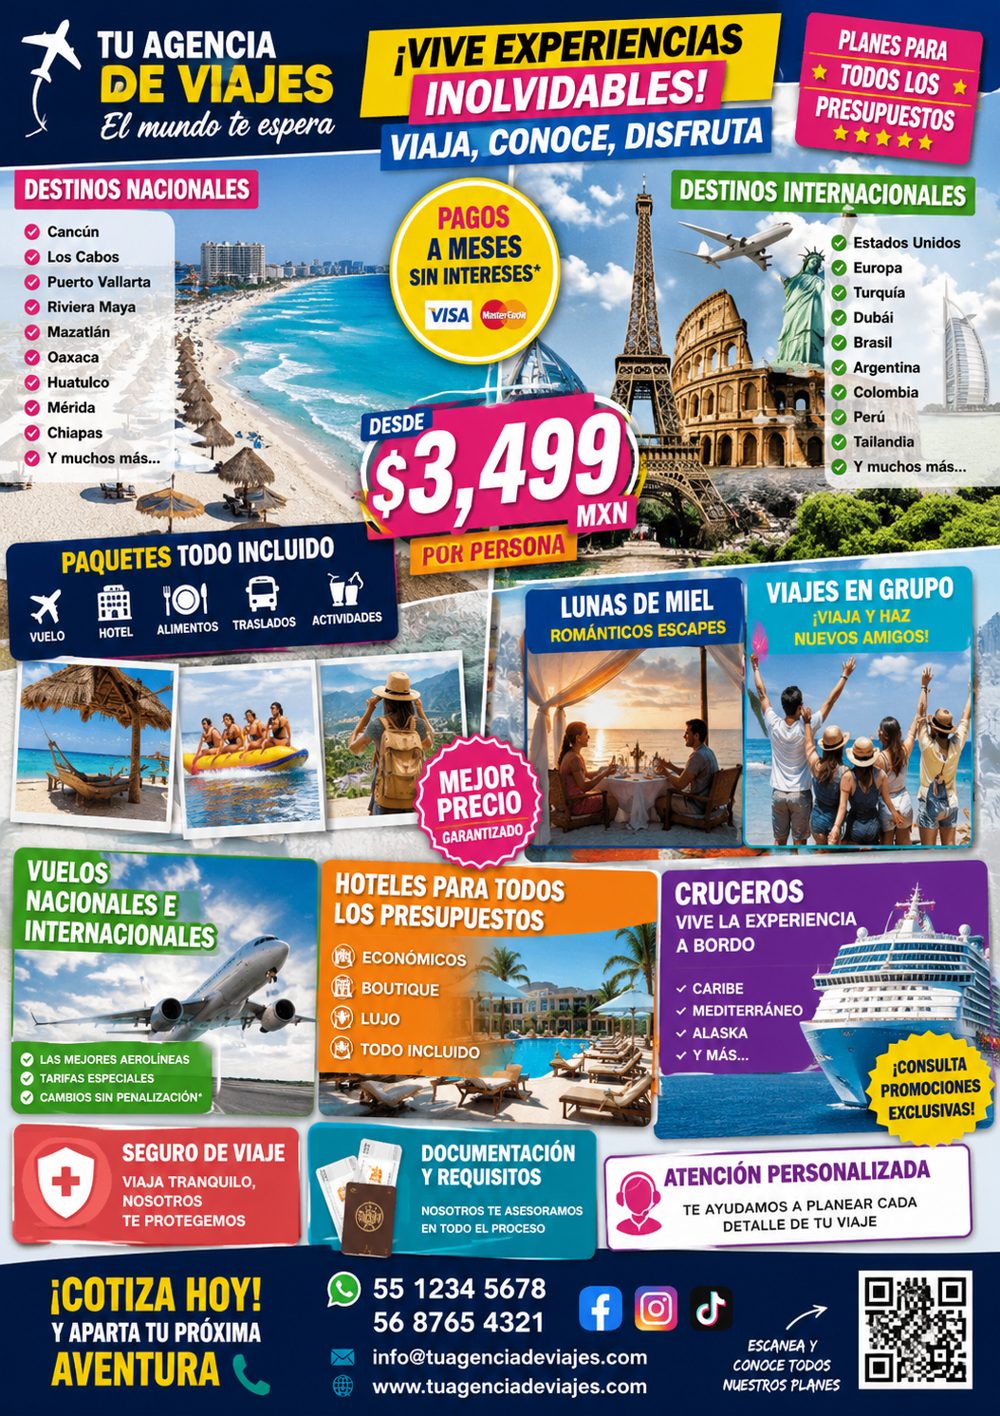 TU AGENCIA
DE VIAJES
El mundo te espera
¡VIVE EXPERIENCIAS
INOLVIDABLES!
VIAJA, CONOCE, DISFRUTA
PLANES PARA
TODOS LOS
PRESUPUESTOS
DESTINOS NACIONALES
Cancún
Los Cabos
Puerto Vallarta
Riviera Maya
Mazatlán
Oaxaca
Huatulco
Mérida
Chiapas
Y muchos más...
PAGOS
A MESES
SIN INTERESES*
VISA
DESTINOS INTERNACIONALES
Estados Unidos
Europa
Turquía
Dubái
Brasil
Argentina
Colombia
Perú
Tailandia
Y muchos más...
DESDE
$3,499
MXN
POR PERSONA
PAQUETES TODO INCLUIDO
VUELO
HOTEL
ALIMENTOS
TRASLADOS
ACTIVIDADES
LUNAS DE MIEL
ROMÁNTICOS ESCAPES
VIAJES EN GRUPO
¡VIAJA Y HAZ
NUEVOS AMIGOS!
MEJOR
PRECIO
GARANTIZADO
VUELOS
NACIONALES E
INTERNACIONALES
LAS MEJORES AEROLÍNEAS
TARIFAS ESPECIALES
CAMBIOS SIN PENALIZACIÓN*
HOTELES PARA TODOS
LOS PRESUPUESTOS
ECONÓMICOS
BOUTIQUE
LUJO
TODO INCLUIDO
CRUCEROS
VIVE LA EXPERIENCIA
A BORDO
CARIBE
MEDITERRÁNEO
ALASKA
Y MÁS...
¡CONSULTA
PROMOCIONES
EXCLUSIVAS!
SEGURO DE VIAJE
VIAJA TRANQUILO,
NOSOTROS
TE PROTEGEMOS
DOCUMENTACIÓN
Y REQUISITOS
NOSOTROS TE ASESORAMOS
EN TODO EL PROCESO
ATENCIÓN PERSONALIZADA
TE AYUDAMOS A PLANEAR CADA
DETALLE DE TU VIAJE
¡COTIZA HOY!
Y APARTA TU PRÓXIMA
AVENTURA
55 1234 5678
56 8765 4321
info@tuagenciadeviajes.com
www.tuagenciadeviajes.com
ESCANEA Y
CONOCE TODOS
NUESTROS PLANES